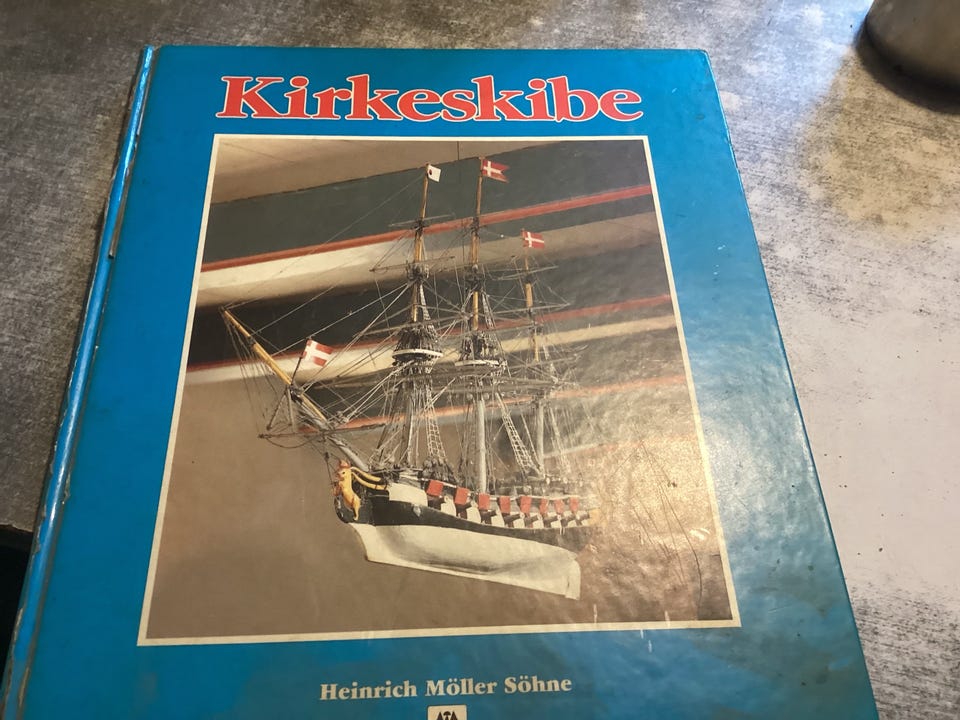 Kirkeskibe
Heinrich Möller Söhne